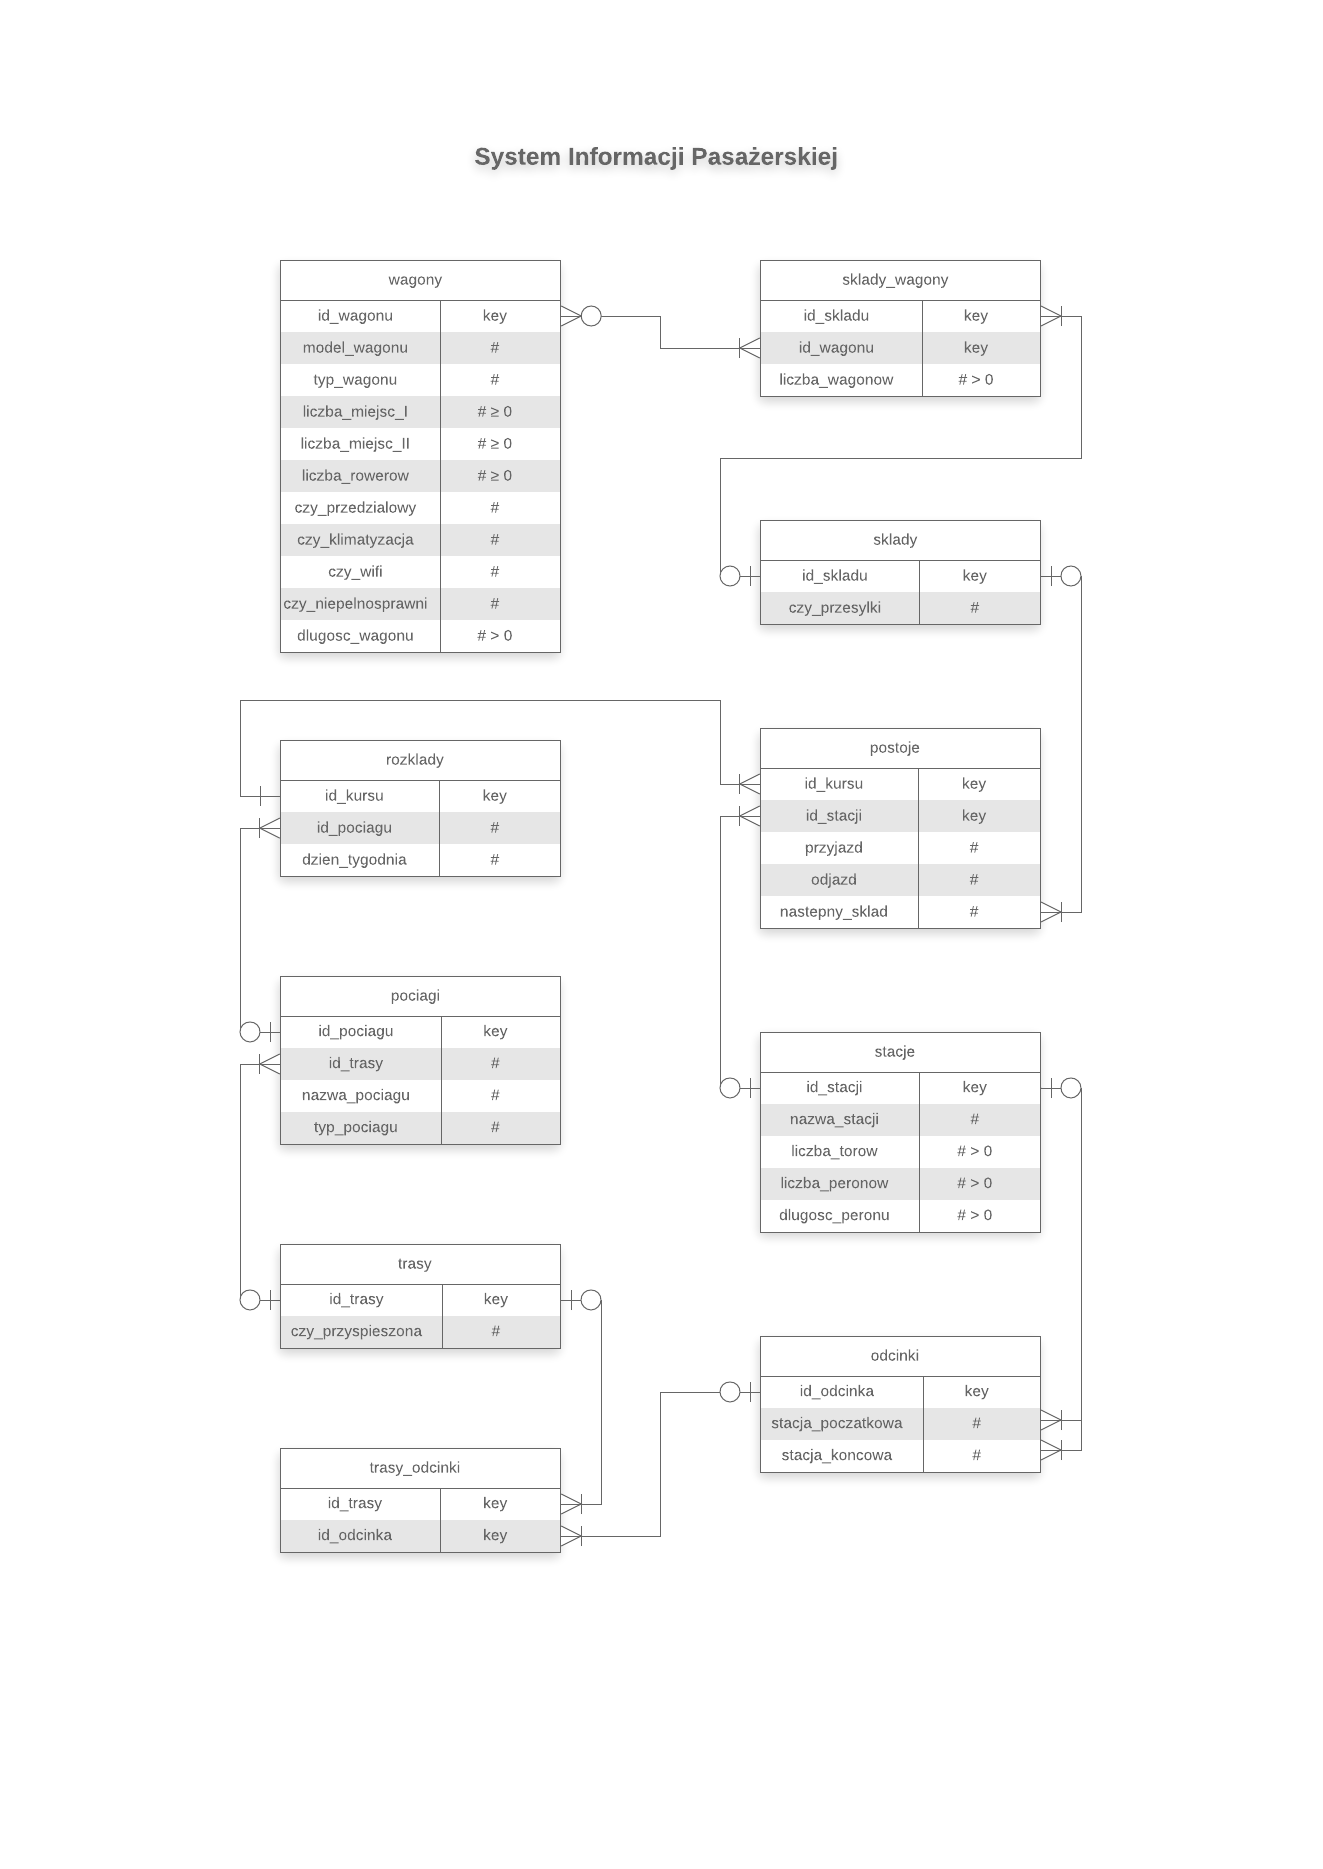 System Informacji Pasażerskiej
wagony
id_wagonu key
model_wagonu #
typ_wagonu #
liczba_miejsc_I # ≥ 0
liczba_miejsc_II # ≥ 0
liczba_rowerow # ≥ 0
czy_przedzialowy #
czy_klimatyzacja #
czy_wifi #
czy_niepelnosprawni #
dlugosc_wagonu # > 0
sklady_wagony
id_skladu key
id_wagonu key
liczba_wagonow # > 0
sklady
id_skladu key
czy_przesylki #
rozklady
id_kursu key
id_pociagu #
dzien_tygodnia #
postoje
id_kursu key
id_stacji key
przyjazd #
odjazd #
nastepny_sklad #
pociagi
id_pociagu key
id_trasy #
nazwa_pociagu #
typ_pociagu #
stacje
id_stacji key
nazwa_stacji #
liczba_torow # > 0
liczba_peronow # > 0
dlugosc_peronu # > 0
trasy
id_trasy key
czy_przyspieszona #
odcinki
id_odcinka key
stacja_poczatkowa #
stacja_koncowa #
trasy_odcinki
id_trasy key
id_odcinka key